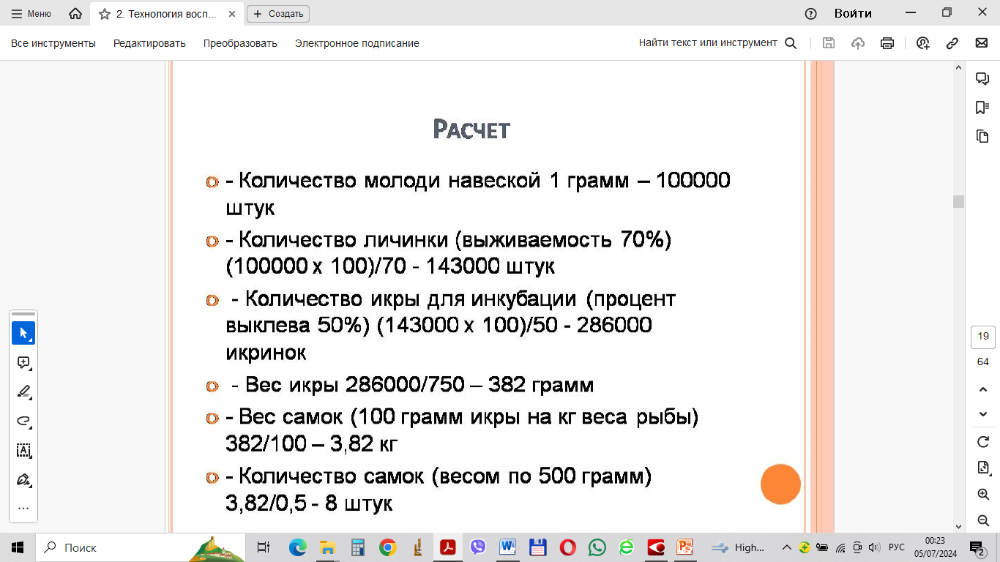 Меню
2. Технология восп...
Создать
Войти
Все инструменты
Редактировать
Преобразовать
Электронное подписание
Найти текст или инструмент
РАСЧЕТ
- Количество молоди навеской 1 грамм – 100000
штук
- Количество личинки (выживаемость 70%)
(100000 х 100)/70 - 143000 штук
- Количество икры для инкубации (процент
выклева 50%) (143000 х 100)/50 - 286000
икринок
- Вес икры 286000/750 – 382 грамм
- Вес самок (100 грамм икры на кг веса рыбы)
382/100 – 3,82 кг
- Количество самок (весом по 500 грамм)
3,82/0,5 - 8 штук
19
64
Поиск
High...
РУС
00:23
05/07/2024
2